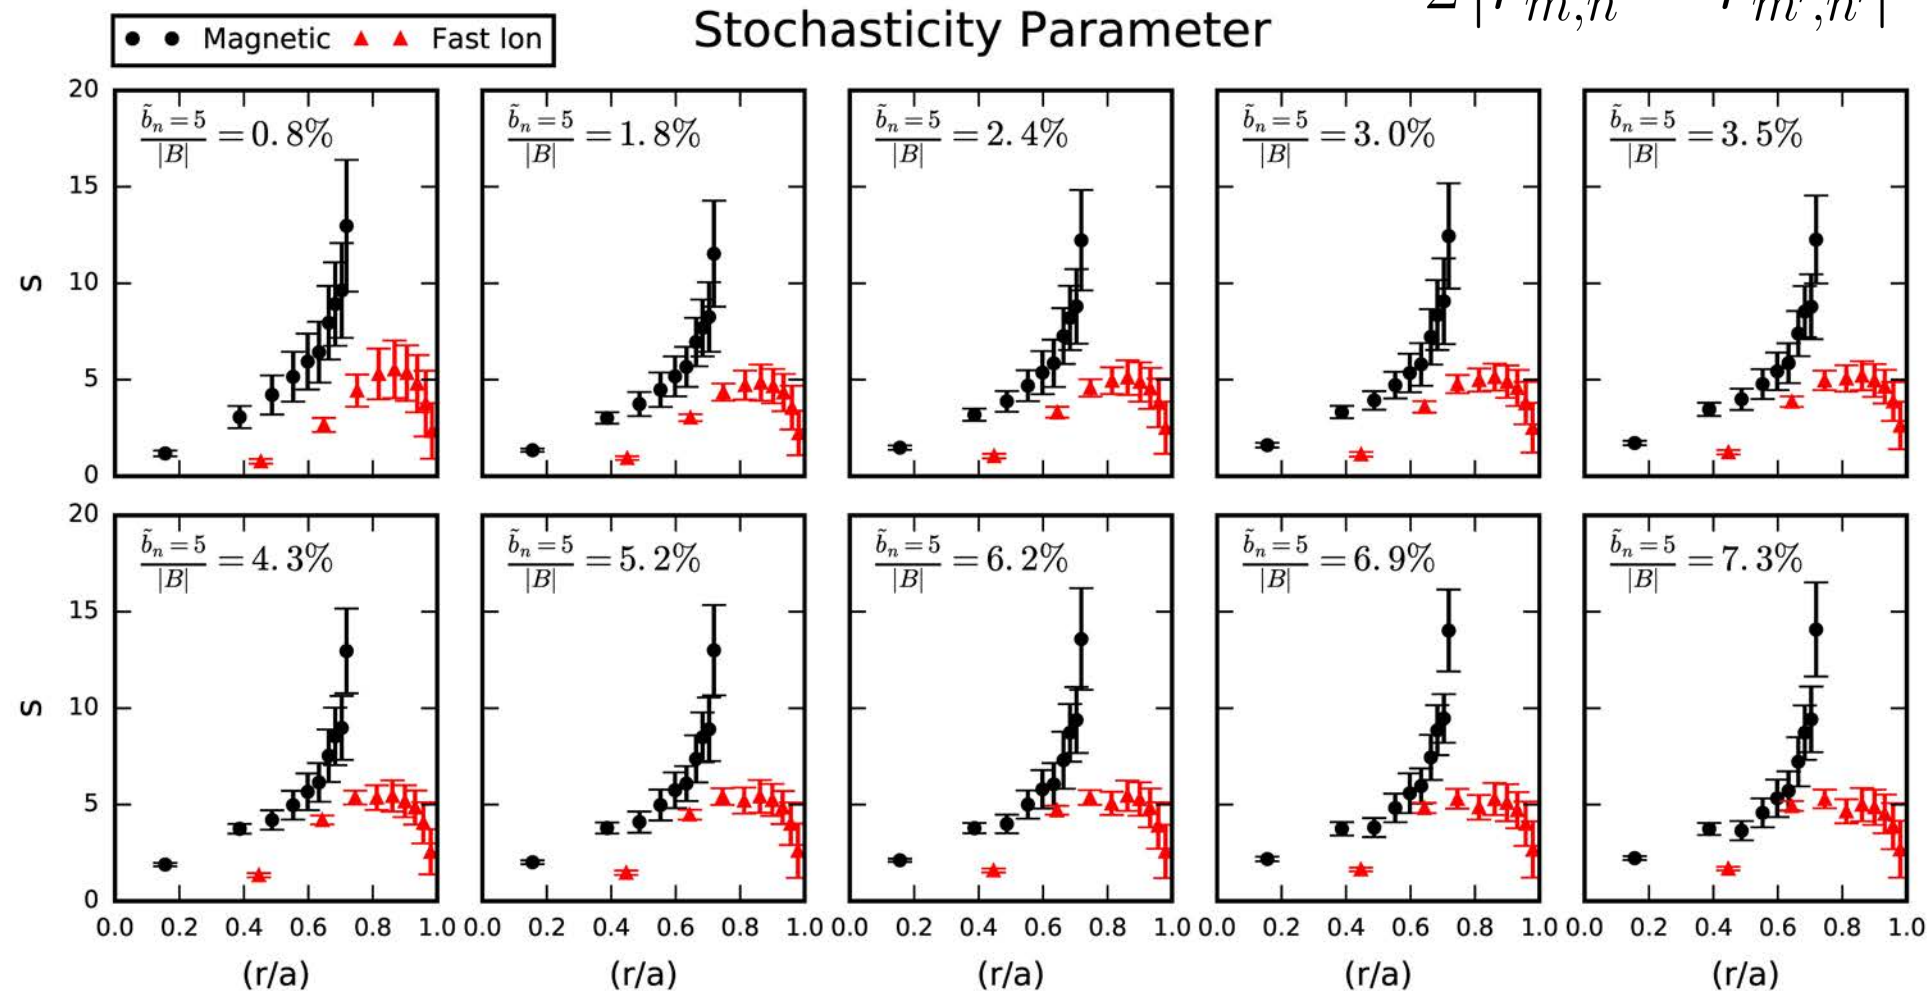 Magnetic Fast Ion
Stochasticity Parameter
2|r_{m,n} r_{m',n'}|
b̃_{n=5}/|B| = 0.8%
b̃_{n=5}/|B| = 1.8%
b̃_{n=5}/|B| = 2.4%
b̃_{n=5}/|B| = 3.0%
b̃_{n=5}/|B| = 3.5%
20
15
10
5
0
s
b̃_{n=5}/|B| = 4.3%
b̃_{n=5}/|B| = 5.2%
b̃_{n=5}/|B| = 6.2%
b̃_{n=5}/|B| = 6.9%
b̃_{n=5}/|B| = 7.3%
20
15
10
5
0
s
0.0 0.2 0.4 0.6 0.8 1.0 0.0 0.2 0.4 0.6 0.8 1.0 0.0 0.2 0.4 0.6 0.8 1.0 0.0 0.2 0.4 0.6 0.8 1.0 0.0 0.2 0.4 0.6 0.8 1.0
(r/a) (r/a) (r/a) (r/a) (r/a)